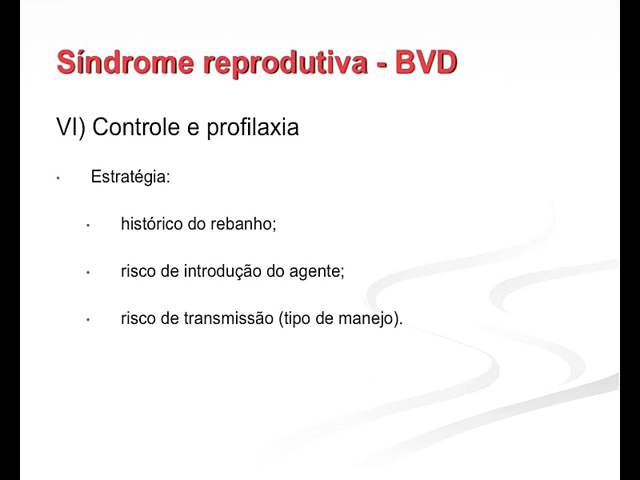 Síndrome reprodutiva - BVD
VI) Controle e profilaxia
• Estratégia:
• histórico do rebanho;
• risco de introdução do agente;
• risco de transmissão (tipo de manejo).